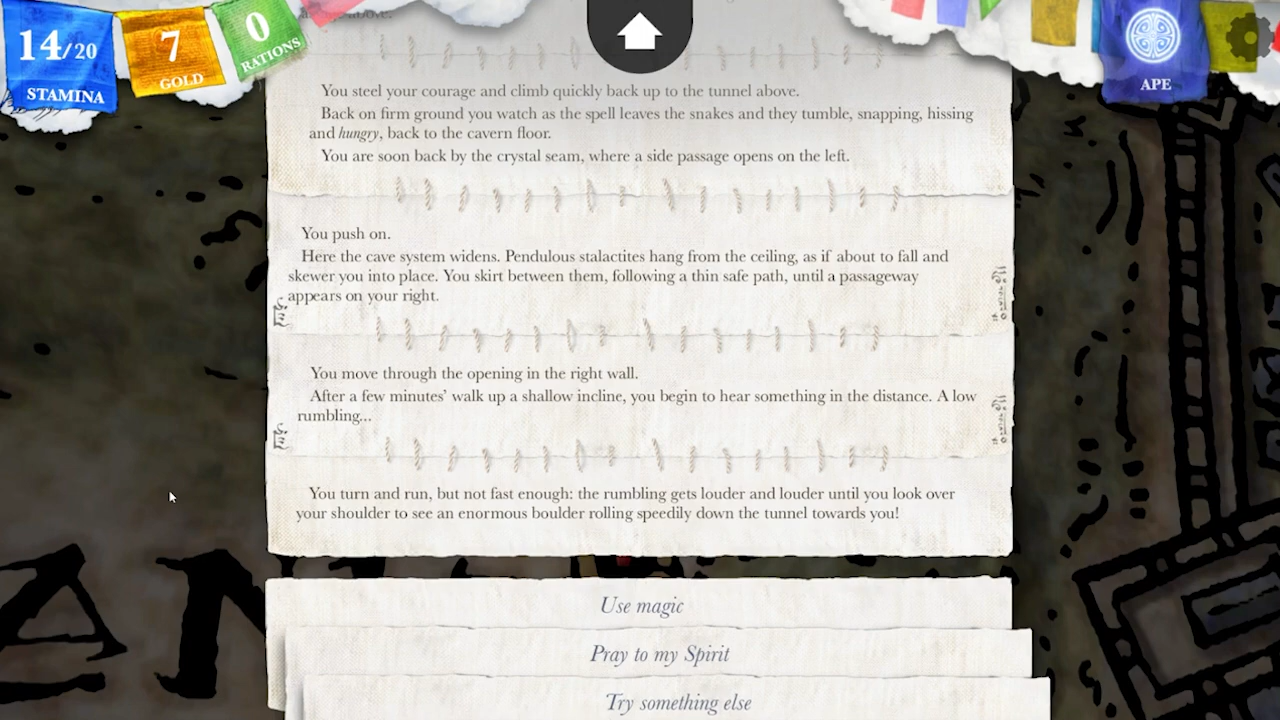 14/20
STAMINA
7
GOLD
0
RATIONS
APE
You steel your courage and climb quickly back up to the tunnel above.
Back on firm ground you watch as the spell leaves the snakes and they tumble, snapping, hissing
and hungry, back to the cavern floor.
You are soon back by the crystal seam, where a side passage opens on the left.
You push on.
Here the cave system widens. Pendulous stalactites hang from the ceiling, as if about to fall and
skewer you into place. You skirt between them, following a thin safe path, until a passageway
appears on your right.
You move through the opening in the right wall.
After a few minutes’ walk up a shallow incline, you begin to hear something in the distance. A low
rumbling...
You turn and run, but not fast enough: the rumbling gets louder and louder until you look over
your shoulder to see an enormous boulder rolling speedily down the tunnel towards you!
Use magic
Pray to my Spirit
Try something else